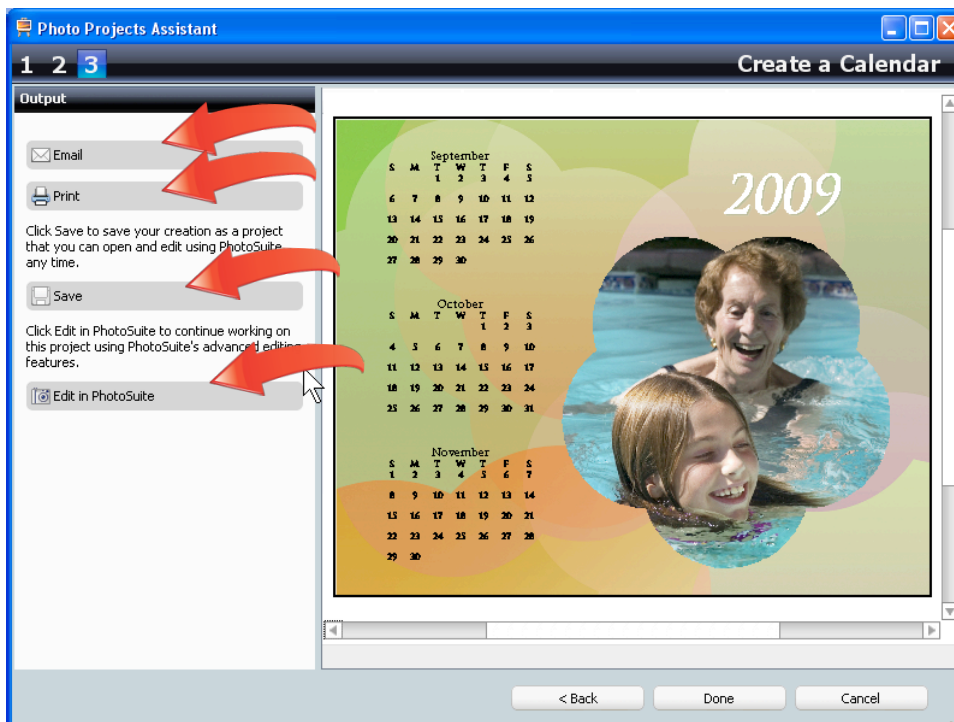 Photo Projects Assistant
1 2 3
Create a Calendar
Output
Email
Print
Click Save to save your creation as a project
that you can open and edit using PhotoSuite
any time.
Save
Click Edit in PhotoSuite to continue working on
this project using PhotoSuite's advanced editing
features.
Edit in PhotoSuite
2009
September
S M T W T F S
1 2 3 4 5
6 7 8 9 10 11 12
13 14 15 16 17 18 19
20 21 22 23 24 25 26
27 28 29 30
October
S M T W T F S
1 2 3
4 5 6 7 8 9 10
11 12 13 14 15 16 17
18 19 20 21 22 23 24
25 26 27 28 29 30 31
November
S M T W T F S
1 2 3 4 5 6 7
8 9 10 11 12 13 14
15 16 17 18 19 20 21
22 23 24 25 26 27 28
29 30
< Back
Done
Cancel